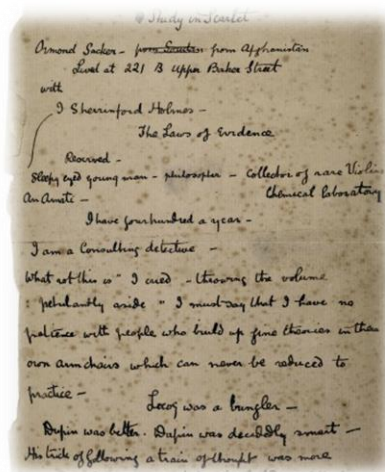 A Study in Scarlet
Ormond Sacker - from Soudan from Afghanistan
Lived at 221 B Upper Baker Street
with
I Sherrinford Holmes -
The Laws of Evidence
Reserved -
Sleepy eyed young man - philosopher - Collector of rare Violins
An Amati - Chemical laboratory
I have four hundred a year -
I am a Consulting detective -
What rot this is" I cried - throwing the volume
: petulantly aside " I must say that I have no
patience with people who build up fine theories in their
own armchairs which can never be reduced to
practice -
Lecoq was a bungler -
Dupin was better. Dupin was decidedly smart -
His trick of following a train of thought was more